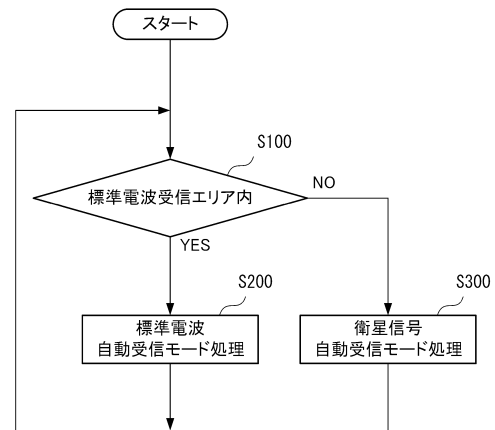 スタート
S100
標準電波受信エリア内
NO
YES
S200
標準電波
自動受信モード処理
S300
衛星信号
自動受信モード処理